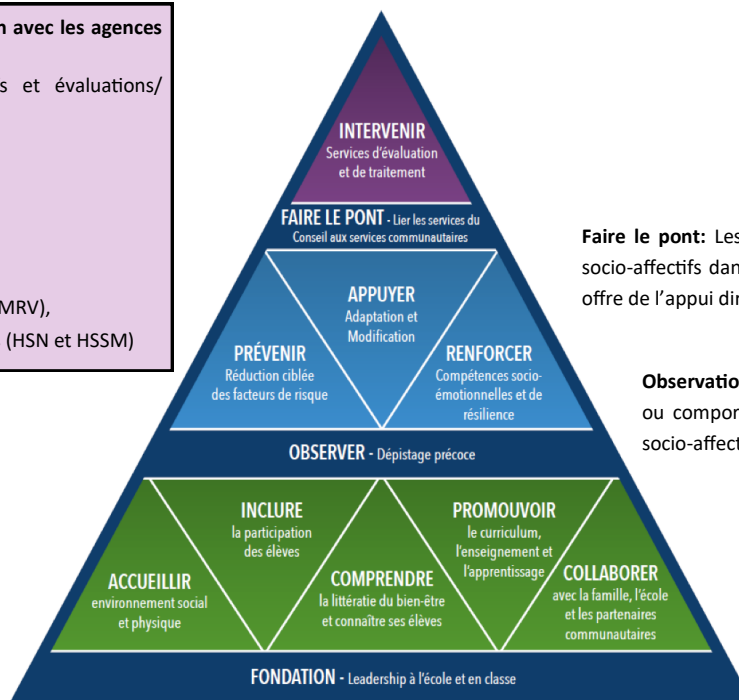 n avec les agences
s et évaluations/
MRV),
(HSN et HSSM)
INTERVENIR
Services d'évaluation
et de traitement
FAIRE LE PONT - Lier les services du
Conseil aux services communautaires
APPUYER
Adaptation et
Modification
PRÉVENIR
Réduction ciblée
des facteurs de risque
RENFORCER
Compétences socio-
émotionnelles et de
résilience
OBSERVER - Dépistage précoce
INCLURE
la participation
des élèves
PROMOUVOIR
le curriculum,
l'enseignement et
l'apprentissage
ACCUEILLIR
environnement social
et physique
COMPRENDRE
la littératie du bien-être
et connaître ses élèves
COLLABORER
avec la famille, l'école
et les partenaires
communautaires
FONDATION - Leadership à l'école et en classe
Faire le pont: Les
socio-affectifs dan
offre de l'appui dir
Observatio
ou compor
socio-affect